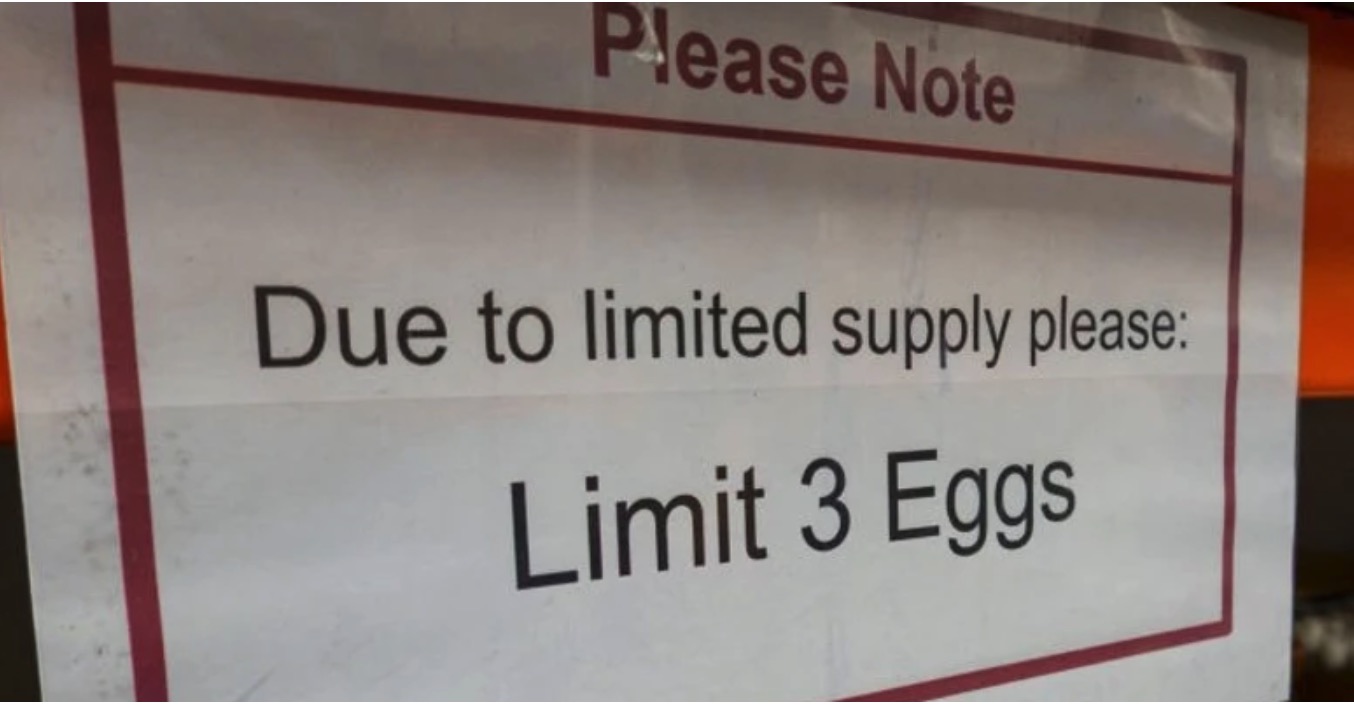 Please Note
Due to limited supply please:
Limit 3 Eggs